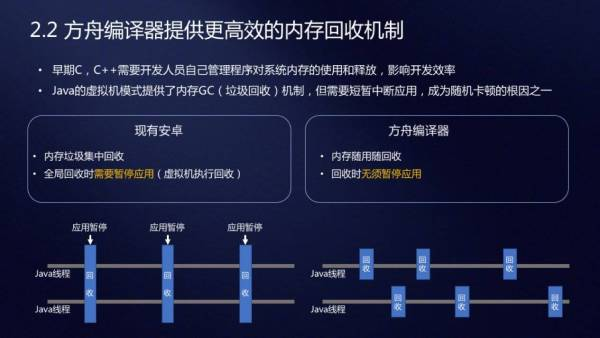 2.2 方舟编译器提供更高效的内存回收机制
• 早期C，C++需要开发人员自己管理程序对系统内存的使用和释放，影响开发效率
• Java的虚拟机模式提供了内存GC（垃圾回收）机制，但需要短暂中断应用，成为随机卡顿的根因之一
现有安卓
• 内存垃圾集中回收
• 全局回收时需要暂停应用（虚拟机执行回收）
方舟编译器
• 内存随用随回收
• 回收时无须暂停应用
应用暂停 应用暂停 应用暂停
Java线程
回收 回收 回收
Java线程
Java线程
回收 回收 回收 回收
Java线程
回收 回收 回收